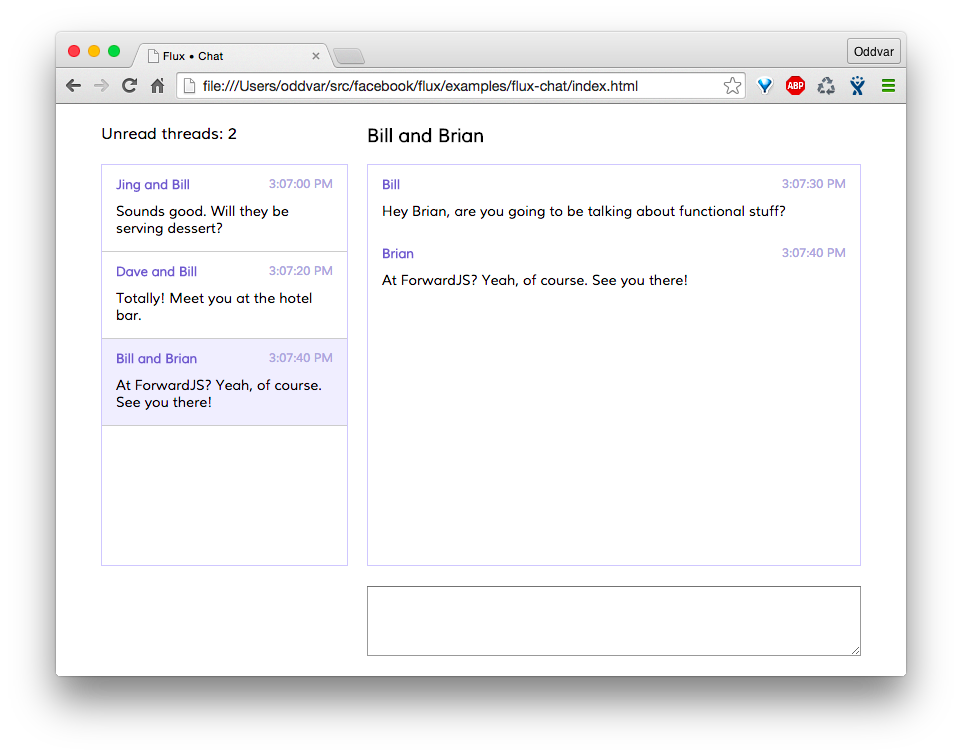 Flux • Chat
Oddvar
file:///Users/oddvar/src/facebook/flux/examples/flux-chat/index.html
ABP
Unread threads: 2
Jing and Bill 3:07:00 PM
Sounds good. Will they be
serving dessert?
Dave and Bill 3:07:20 PM
Totally! Meet you at the hotel
bar.
Bill and Brian 3:07:40 PM
At ForwardJS? Yeah, of course.
See you there!
Bill and Brian
Bill 3:07:30 PM
Hey Brian, are you going to be talking about functional stuff?
Brian 3:07:40 PM
At ForwardJS? Yeah, of course. See you there!